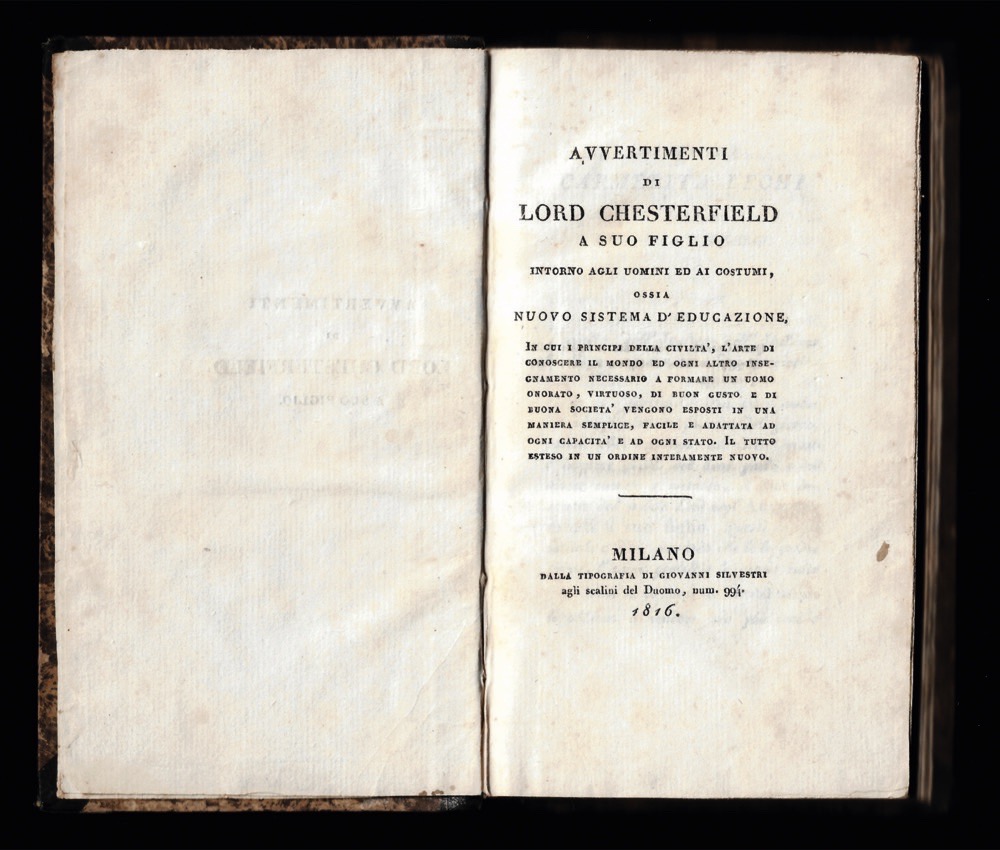 AVVERTIMENTI
DI
LORD CHESTERFIELD
A SUO FIGLIO
INTORNO AGLI UOMINI ED AI COSTUMI,
OSSIA
NUOVO SISTEMA D' EDUCAZIONE,
IN CUI I PRINCIPJ DELLA CIVILTA', L'ARTE DI
CONOSCERE IL MONDO ED OGNI ALTRO INSE-
GNAMENTO NECESSARIO A FORMARE UN UOMO
ONORATO, VIRTUOSO, DI BUON GUSTO E DI
BUONA SOCIETA' VENGONO ESPOSTI IN UNA
MANIERA SEMPLICE, FACILE E ADATTATA AD
OGNI CAPACITA' E AD OGNI STATO. IL TUTTO
ESTESO IN UN ORDINE INTERAMENTE NUOVO.
MILANO
DALLA TIPOGRAFIA DI GIOVANNI SILVESTRI
agli scalini del Duomo, num. 994.
1816.